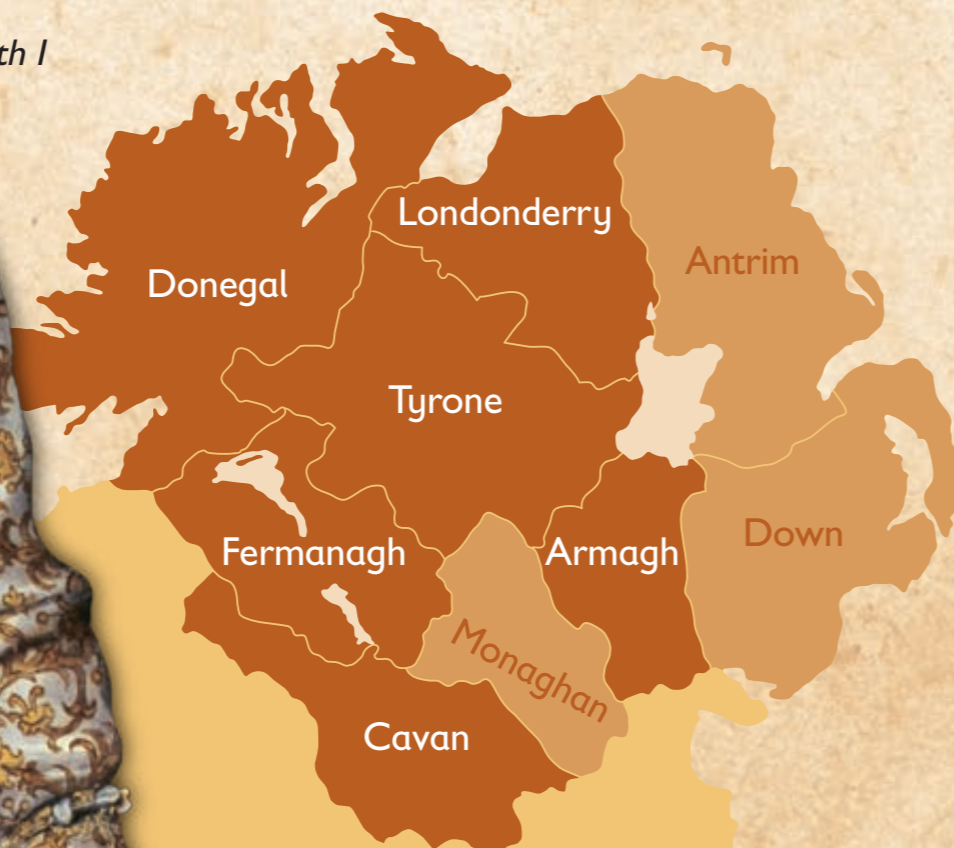 th I
Londonderry
Antrim
Donegal
Tyrone
Down
Fermanagh
Armagh
Monaghan
Cavan